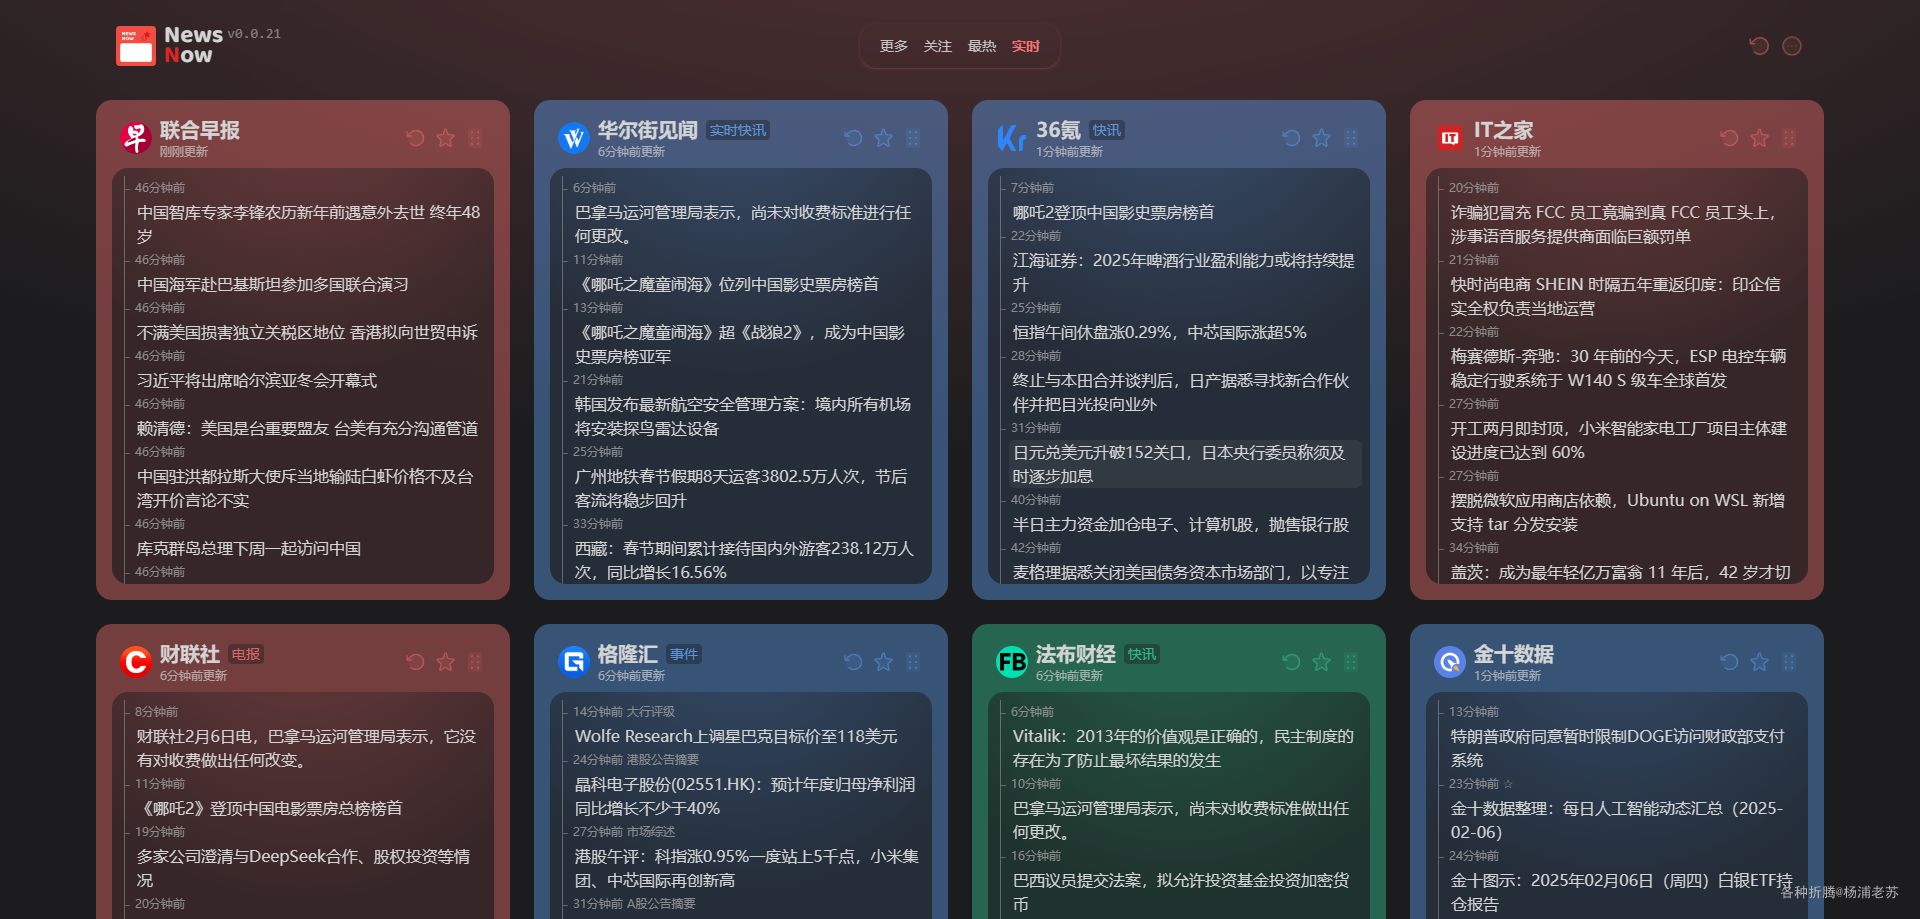 NEWS NOW
News
Now
v0.0.21
更多 关注 最热 实时
联合早报
刚刚更新
46分钟前
中国智库专家李锋农历新年前遇意外去世 终年48
岁
46分钟前
中国海军赴巴基斯坦参加多国联合演习
46分钟前
不满美国损害独立关税区地位 香港拟向世贸申诉
46分钟前
习近平将出席哈尔滨亚冬会开幕式
46分钟前
赖清德：美国是台重要盟友 台美有充分沟通管道
46分钟前
中国驻洪都拉斯大使斥当地输陆白虾价格不及台
湾开价言论不实
46分钟前
库克群岛总理下周一起访问中国
46分钟前
华尔街见闻 实时快讯
6分钟前更新
6分钟前
巴拿马运河管理局表示，尚未对收费标准进行任
何更改。
11分钟前
《哪吒之魔童闹海》位列中国影史票房榜首
13分钟前
《哪吒之魔童闹海》超《战狼2》，成为中国影
史票房榜亚军
21分钟前
韩国发布最新航空安全管理方案：境内所有机场
将安装探鸟雷达设备
25分钟前
广州地铁春节假期8天运客3802.5万人次，节后
客流将稳步回升
33分钟前
西藏：春节期间累计接待国内外游客238.12万人
次，同比增长16.56%
Kr
36氪 快讯
1分钟前更新
7分钟前
哪吒2登顶中国影史票房榜首
22分钟前
江海证券：2025年啤酒行业盈利能力或将持续提
升
25分钟前
恒指午间休盘涨0.29%，中芯国际涨超5%
28分钟前
终止与本田合并谈判后，日产据悉寻找新合作伙
伴并把目光投向业外
31分钟前
日元兑美元升破152关口，日本央行委员称须及
时逐步加息
40分钟前
半日主力资金加仓电子、计算机股，抛售银行股
42分钟前
麦格理据悉关闭美国债务资本市场部门，以专注
IT
IT之家
1分钟前更新
20分钟前
诈骗犯冒充 FCC 员工竟骗到真 FCC 员工头上，
涉事语音服务提供商面临巨额罚单
21分钟前
快时尚电商 SHEIN 时隔五年重返印度：印企信
实全权负责当地运营
22分钟前
梅赛德斯-奔驰：30 年前的今天，ESP 电控车辆
稳定行驶系统于 W140 S 级车全球首发
27分钟前
开工两月即封顶，小米智能家电工厂项目主体建
设进度已达到 60%
27分钟前
摆脱微软应用商店依赖，Ubuntu on WSL 新增
支持 tar 分发安装
34分钟前
盖茨：成为最年轻亿万富翁 11 年后，42 岁才切
财联社 电报
6分钟前更新
8分钟前
财联社2月6日电，巴拿马运河管理局表示，它没
有对收费做出任何改变。
11分钟前
《哪吒2》登顶中国电影票房总榜榜首
19分钟前
多家公司澄清与DeepSeek合作、股权投资等情
况
20分钟前
格隆汇 事件
6分钟前更新
14分钟前 大行评级
Wolfe Research上调星巴克目标价至118美元
24分钟前 港股公告摘要
晶科电子股份(02551.HK)：预计年度归母净利润
同比增长不少于40%
27分钟前 市场综述
港股午评：科指涨0.95%一度站上5千点，小米集
团、中芯国际再创新高
31分钟前 A股公告摘要
FB
法布财经 快讯
6分钟前更新
6分钟前
Vitalik：2013年的价值观是正确的，民主制度的
存在为了防止最坏结果的发生
10分钟前
巴拿马运河管理局表示，尚未对收费标准做出任
何更改。
16分钟前
巴西议员提交法案，拟允许投资基金投资加密货
币
金十数据
1分钟前更新
13分钟前
特朗普政府同意暂时限制DOGE访问财政部支付
系统
23分钟前 ☆
金十数据整理：每日人工智能动态汇总（2025-
02-06）
24分钟前
金十图示：2025年02月06日（周四）白银ETF持
仓报告
各种折腾@杨浦老苏